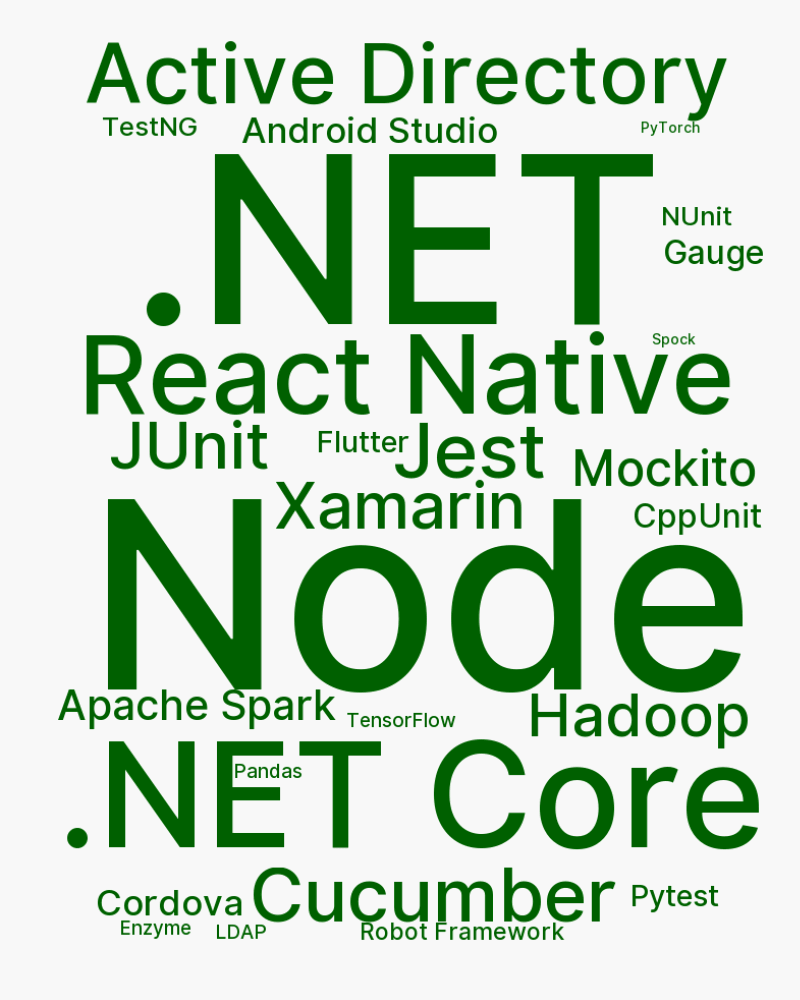 Active Directory
TestNG
Android Studio
PyTorch
.NET
NUnit
Gauge
React Native
Spock
JUnit
Flutter
Jest
Mockito
Xamarin
CppUnit
Node
Apache Spark
TensorFlow
Hadoop
.NET Core
Pandas
Cordova
Cucumber
Pytest
Enzyme
LDAP
Robot Framework